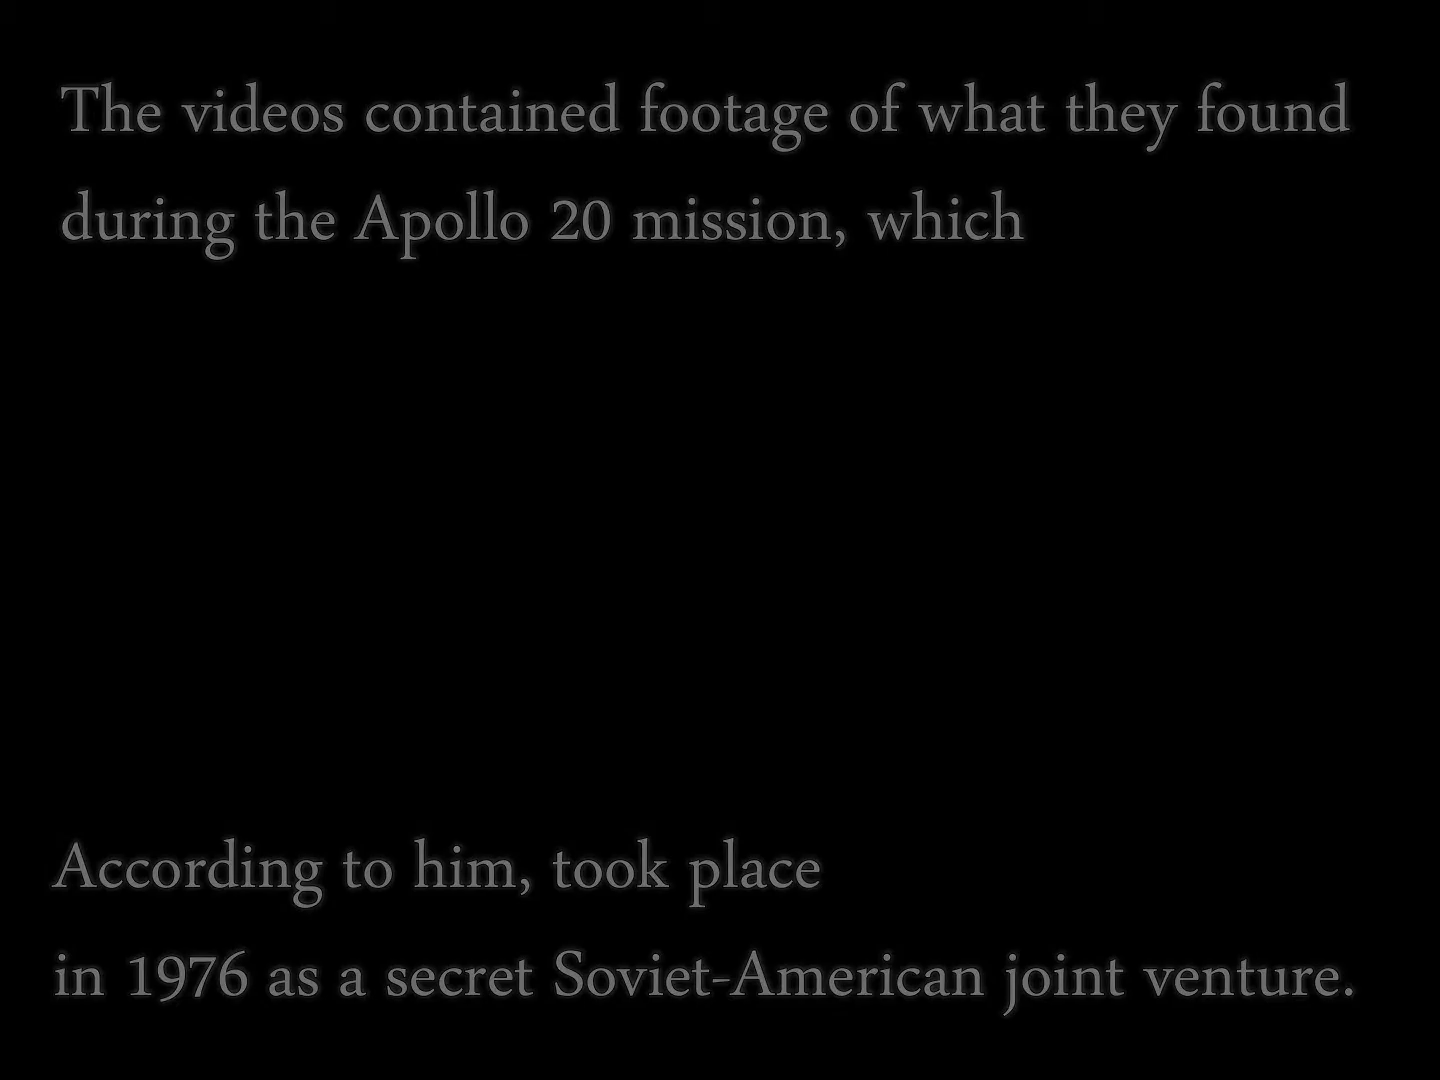 The videos contained footage of what they found
during the Apollo 20 mission, which
According to him, took place
in 1976 as a secret Soviet-American joint venture.